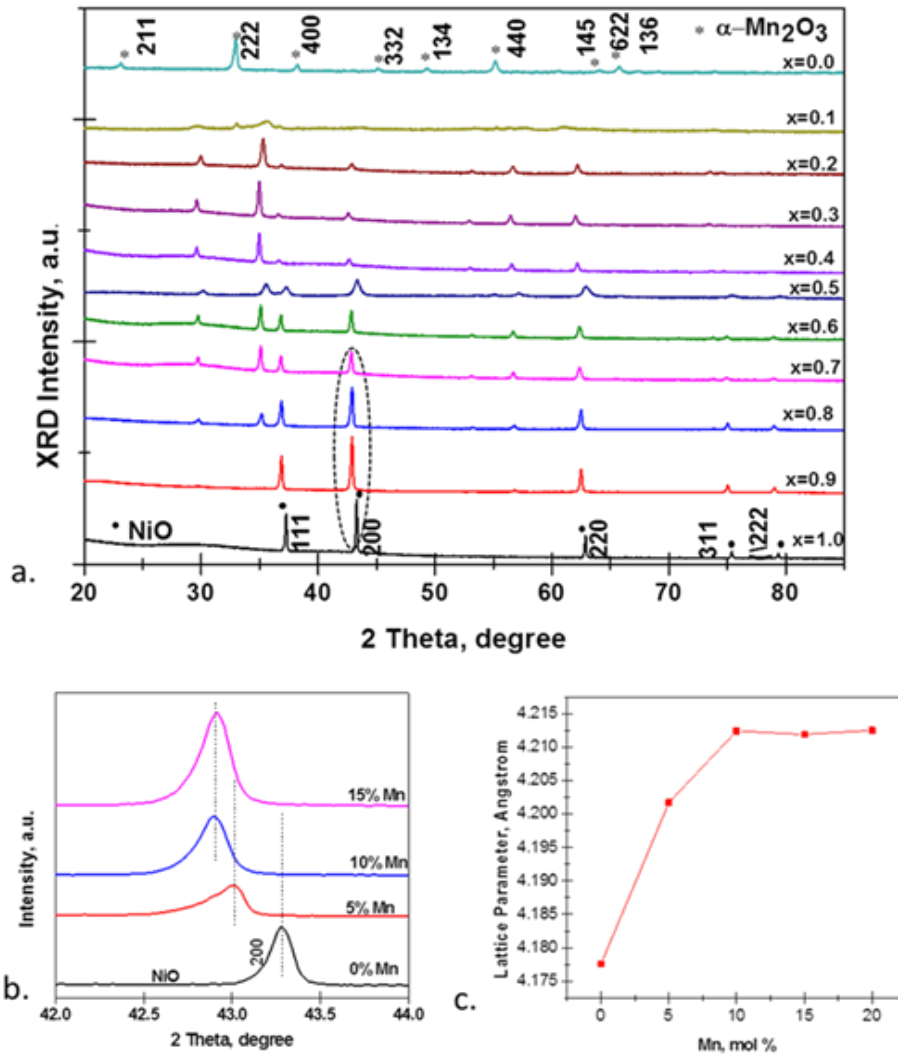 211
222
400
332
134
440
145
622
136
* α−Mn2O3
x=0.0
x=0.1
x=0.2
x=0.3
x=0.4
x=0.5
x=0.6
x=0.7
x=0.8
x=0.9
x=1.0
• NiO
111
200
220
311
\222
XRD Intensity, a.u.
20 30 40 50 60 70 80
2 Theta, degree
a.
15% Mn
10% Mn
5% Mn
0% Mn
NiO
200
Intensity, a.u.
42.0 42.5 43.0 43.5 44.0
2 Theta, degree
b.
4.215
4.210
4.205
4.200
4.195
4.190
4.185
4.180
4.175
Lattice Parameter, Angstrom
0 5 10 15 20
Mn, mol %
c.